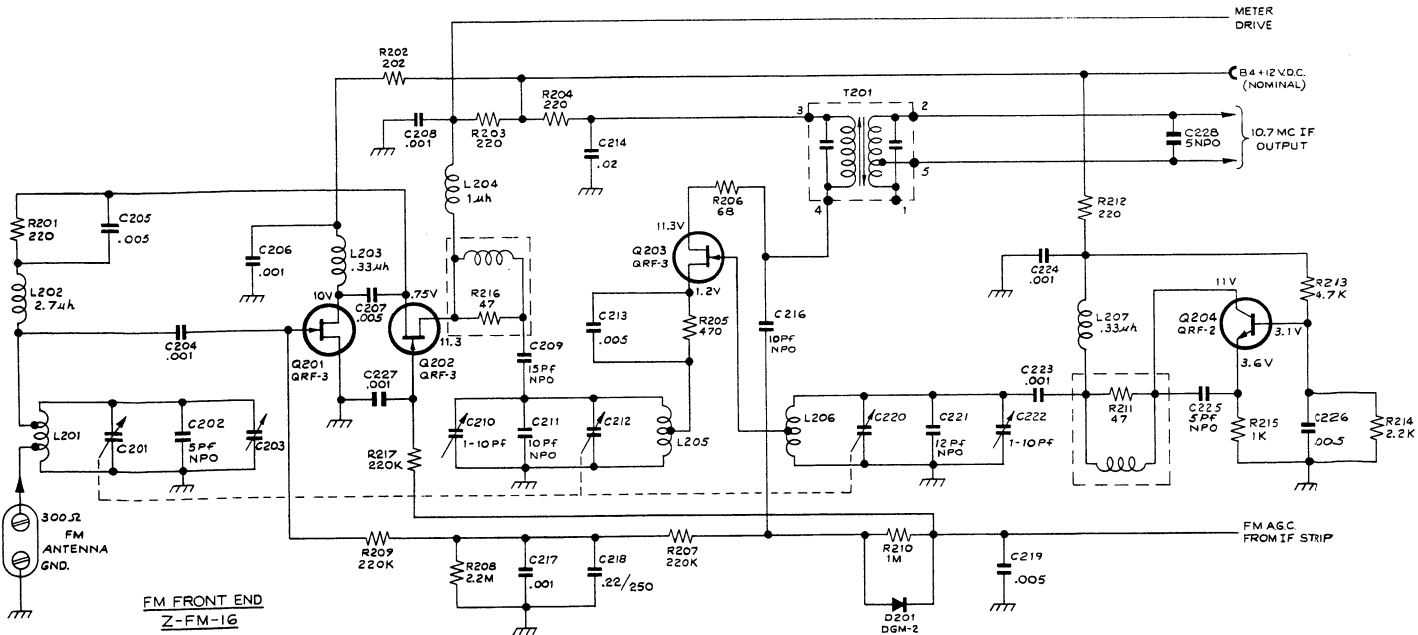 METER
DRIVE
R202
202
B4+12 V.D.C.
(NOMINAL)
T201
R204
220
3
2
C208
.001
R203
220
C214
.02
C228
5NPO
10.7 MC IF
OUTPUT
5
L204
1µh
R206
68
4
1
R212
220
R201
220
C205
.005
11.3V
Q203
QRF-3
C206
.001
L203
.33µh
C224
.001
R213
4.7K
L202
2.7µh
10V
C207
.005
.75V
R216
47
1.2V
C213
.005
R205
470
C216
10Pf
NPO
L207
.33µh
11V
Q204
QRF-2
3.1V
3.6V
C204
.001
Q201
QRF-3
11.3
Q202
QRF-3
C209
15Pf
NPO
C227
.001
C223
.001
R211
47
C225
5Pf
NPO
L201
C201
C202
5Pf
NPO
C203
C210
1-10Pf
C211
10Pf
NPO
C212
L205
L206
C220
C221
12Pf
NPO
C222
1-10Pf
R215
1K
C226
.005
R214
2.2K
R217
220K
300Ω
FM
ANTENNA
GND.
R209
220K
R208
2.2M
C217
.001
C218
.22/250
R207
220K
R210
1M
C219
.005
FM A.G.C.
FROM IF STRIP
D201
DGM-2
FM FRONT END
Z-FM-16